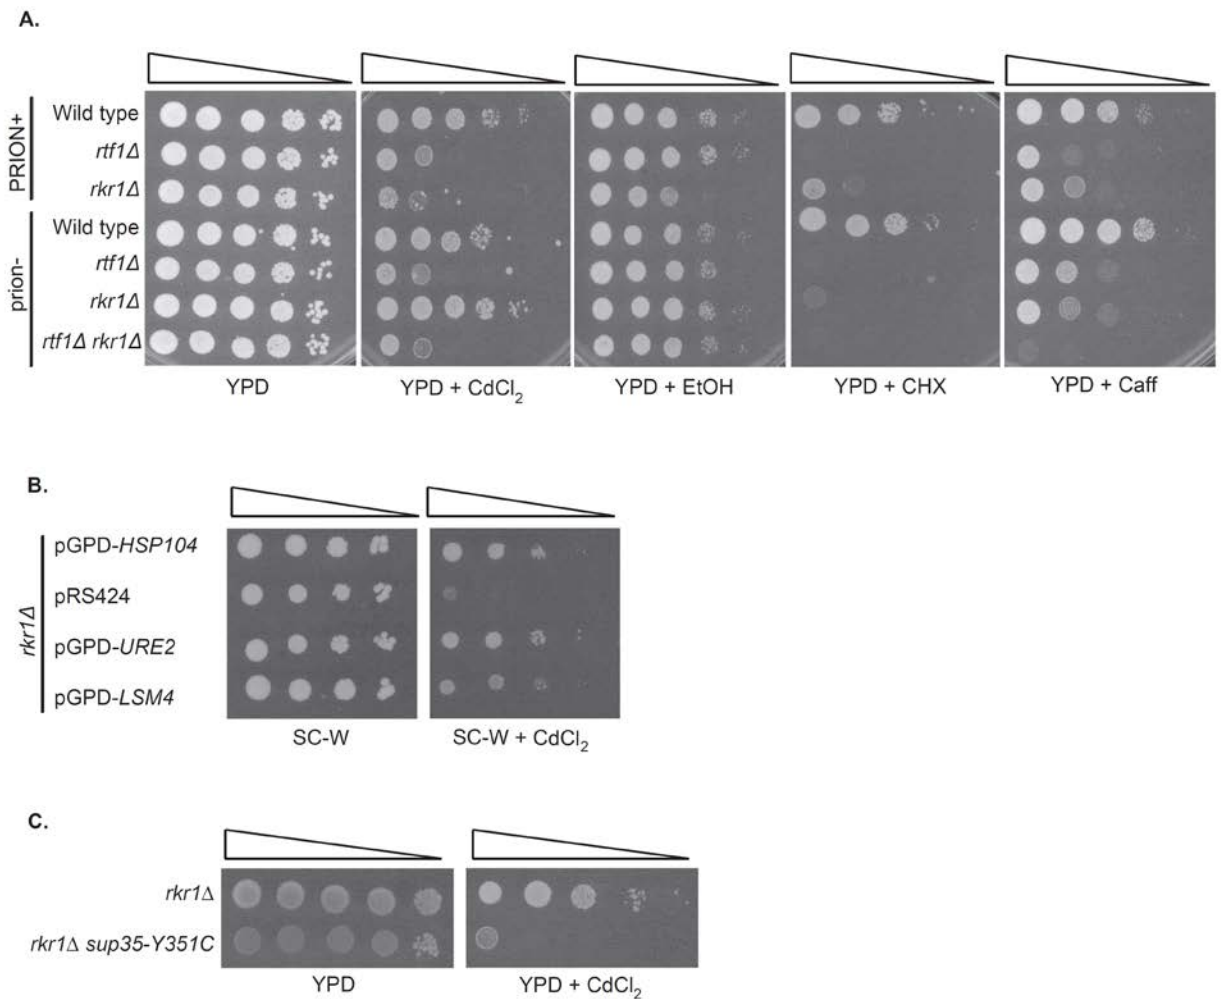 A.
PRION+
Wild type
rtf1Δ
rkr1Δ
prion-
Wild type
rtf1Δ
rkr1Δ
rtf1Δ rkr1Δ
YPD
YPD + CdCl₂
YPD + EtOH
YPD + CHX
YPD + Caff
B.
rkr1Δ
pGPD-HSP104
pRS424
pGPD-URE2
pGPD-LSM4
SC-W
SC-W + CdCl₂
C.
rkr1Δ
rkr1Δ sup35-Y351C
YPD
YPD + CdCl₂